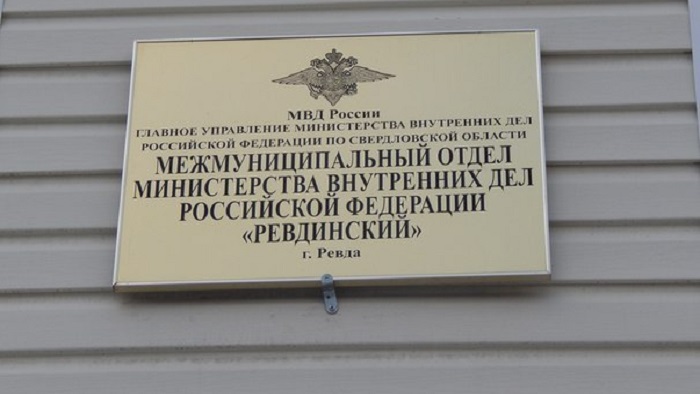 МВД России
ГЛАВНОЕ УПРАВЛЕНИЕ МИНИСТЕРСТВА ВНУТРЕННИХ ДЕЛ
РОССИЙСКОЙ ФЕДЕРАЦИИ ПО СВЕРДЛОВСКОЙ ОБЛАСТИ
МЕЖМУНИЦИПАЛЬНЫЙ ОТДЕЛ
МИНИСТЕРСТВА ВНУТРЕННИХ ДЕЛ
РОССИЙСКОЙ ФЕДЕРАЦИИ
«РЕВДИНСКИЙ»
г. Ревда